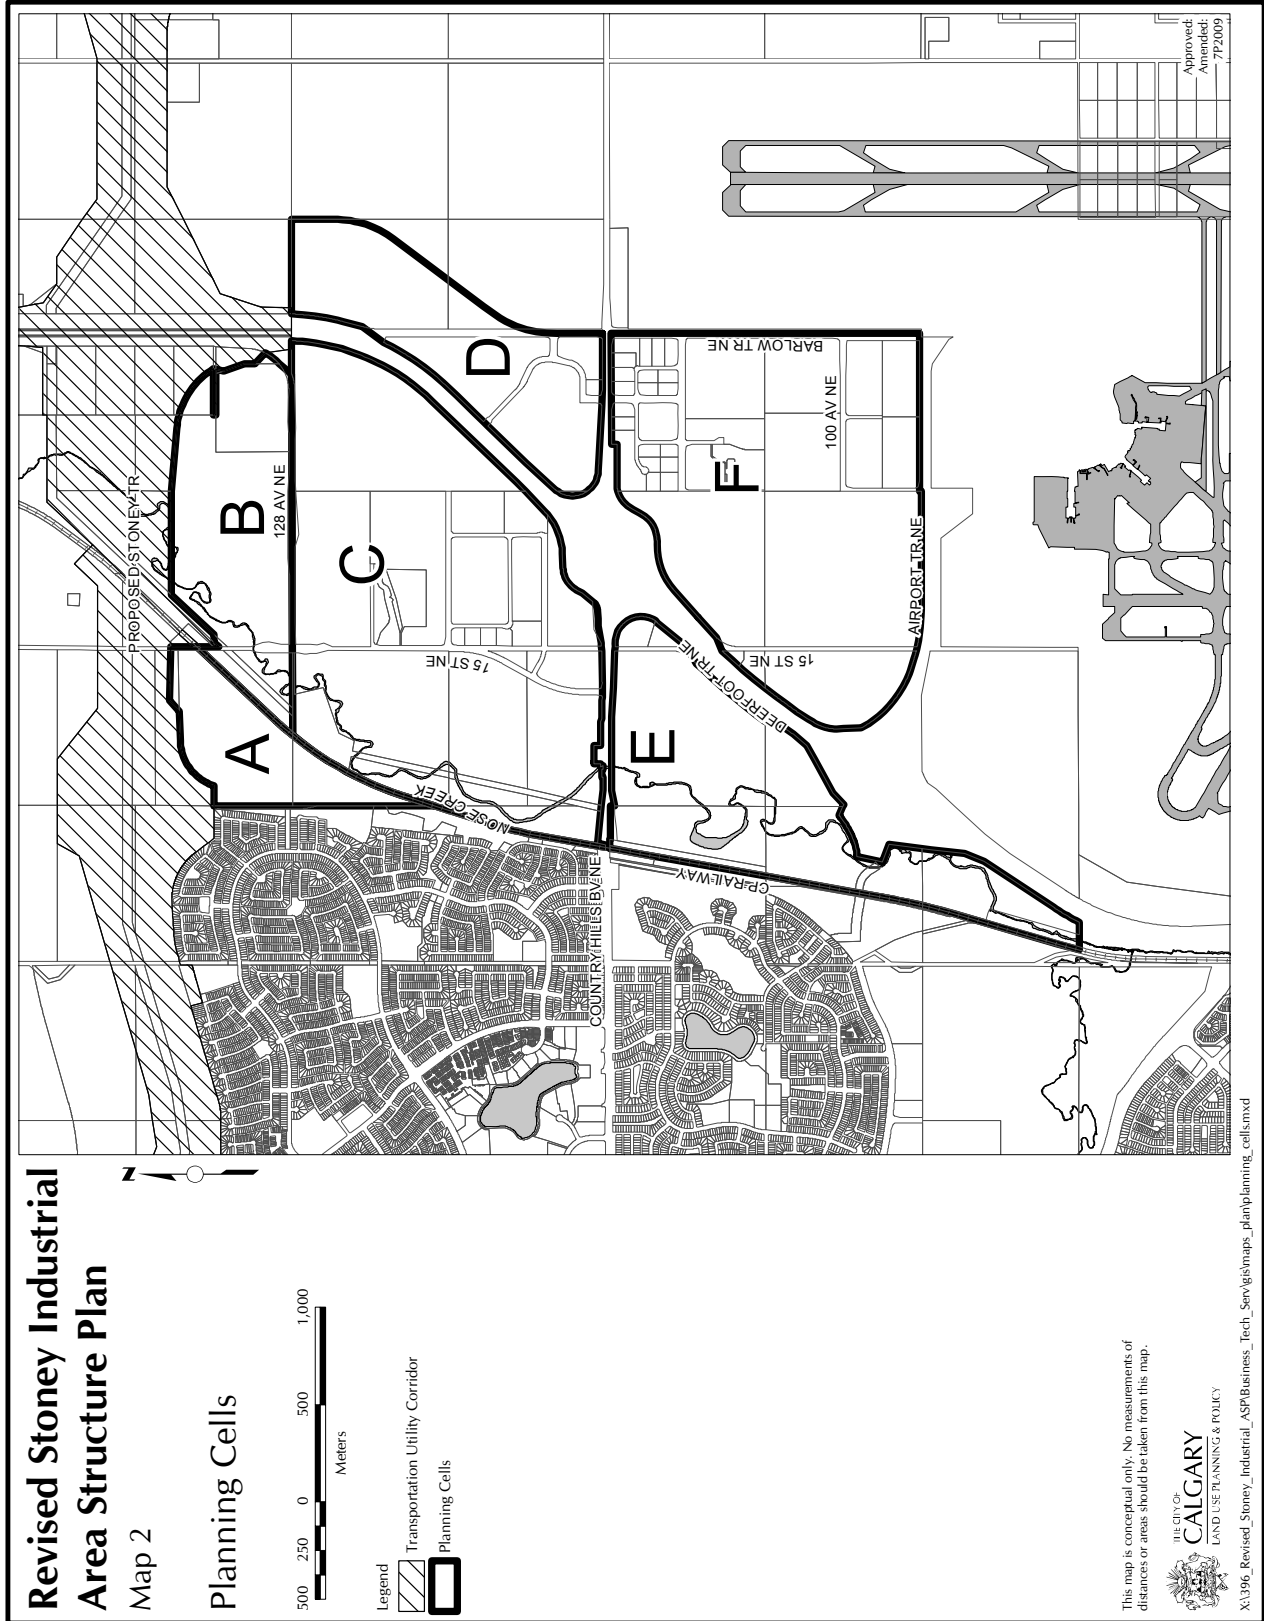 Revised Stoney Industrial
Area Structure Plan
Map 2
Planning Cells
500 250 0 500 1,000
Meters
Legend
Transportation Utility Corridor
Planning Cells
This map is conceptual only. No measurements of
distances or areas should be taken from this map.
THE CITY OF
CALGARY
LAND USE PLANNING & POLICY
X:\396_Revised_Stoney_Industrial_ASP\Business_Tech_Serv\gis\maps_plan\planning_cells.mxd
N
PROPOSED STONEY TR
A
B
128 AV NE
C
D
15 ST NE
NOSE CREEK
COUNTRY HILLS BV NE
E
DEERFOOT TR NE
15 ST NE
CP RAILWAY
F
BARLOW TR NE
100 AV NE
AIRPORT TR NE
Approved:
Amended:
7P2009